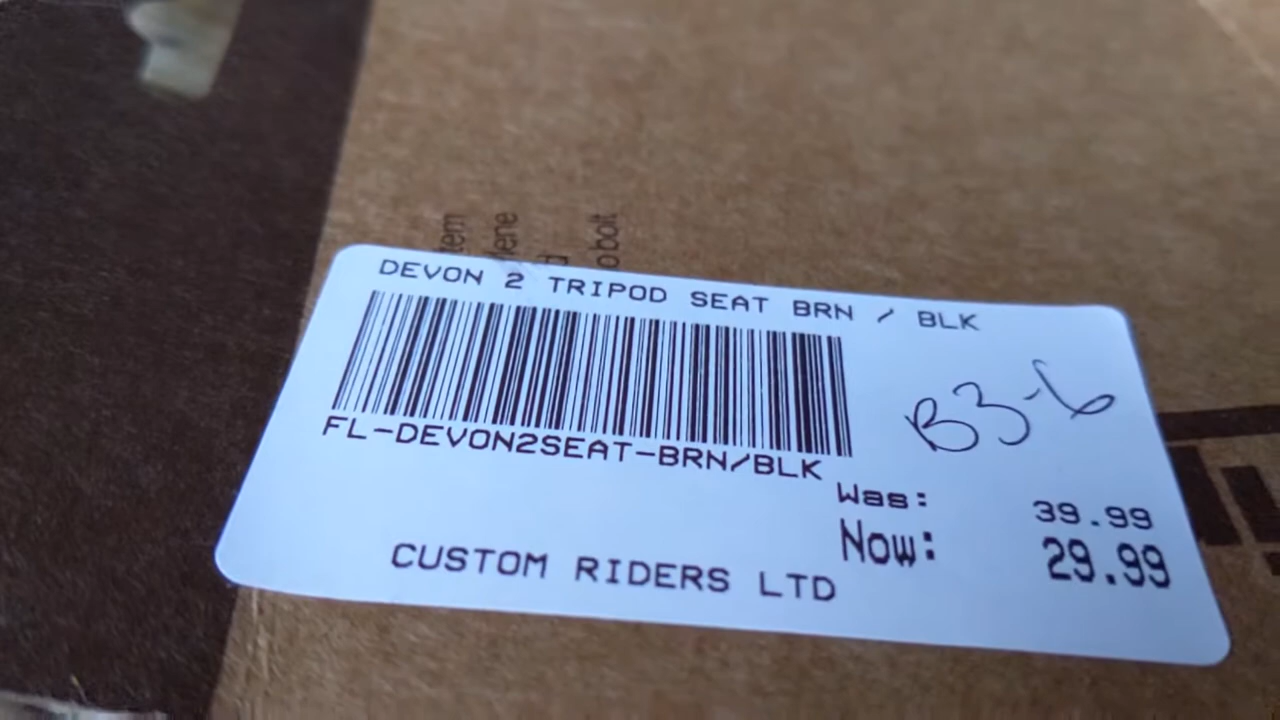 o bolt
DEVON 2 TRIPOD SEAT BRN / BLK
B3-6
FL-DEVON2SEAT-BRN/BLK
Was: 39.99
Now: 29.99
CUSTOM RIDERS LTD